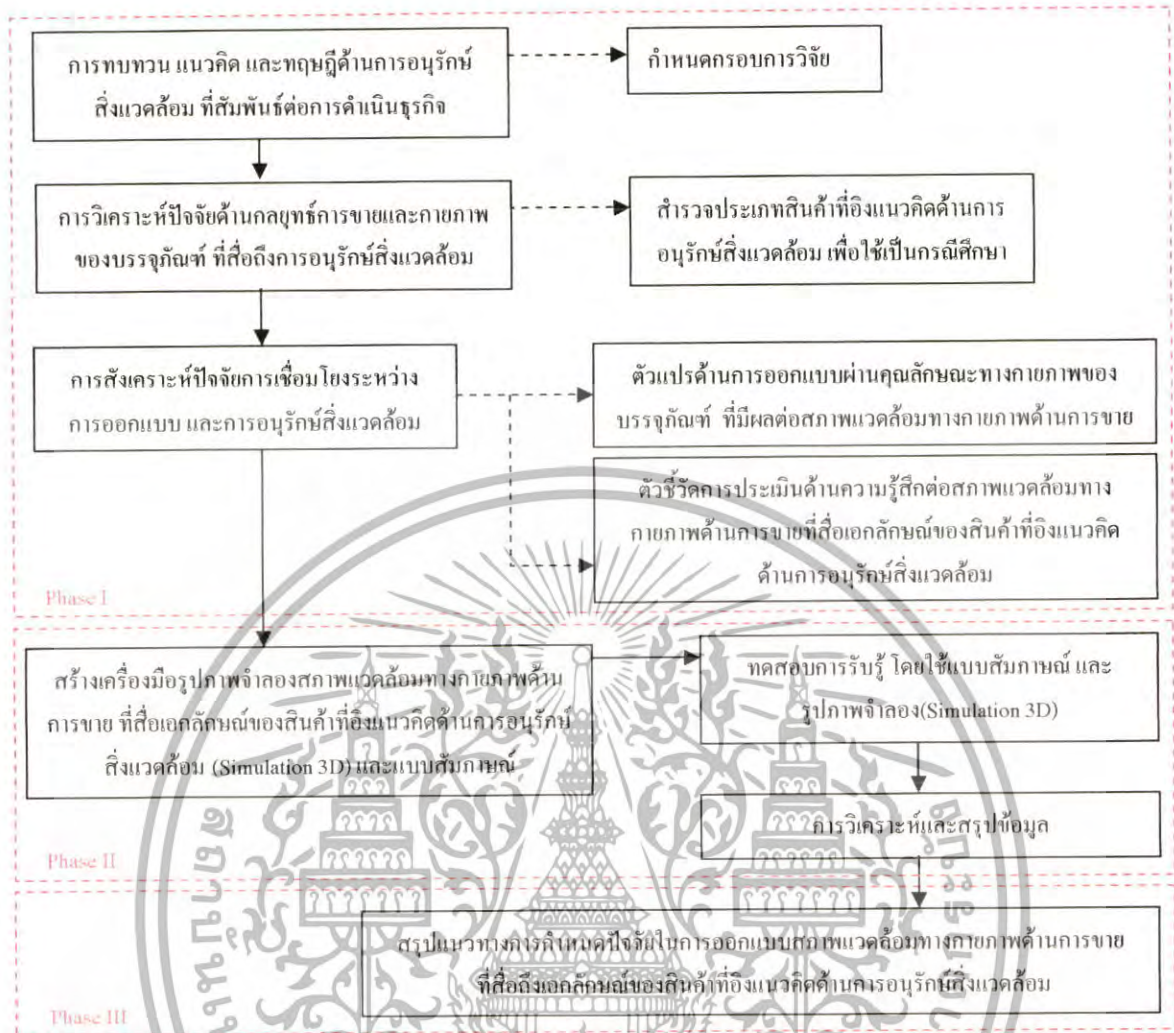 การทบทวน แนวคิด และทฤษฎีด้านการอนุรักษ์
สิ่งแวดล้อม ที่สัมพันธ์ต่อการดำเนินธุรกิจ
กำหนดกรอบการวิจัย
การวิเคราะห์ปัจจัยด้านกลยุทธ์การขายและกายภาพ
ของบรรจุภัณฑ์ ที่สื่อถึงการอนุรักษ์สิ่งแวดล้อม
สำรวจประเภทสินค้าที่อิงแนวคิดด้านการ
อนุรักษ์สิ่งแวดล้อม เพื่อใช้เป็นกรณีศึกษา
การสังเคราะห์ปัจจัยการเชื่อมโยงระหว่าง
การออกแบบ และการอนุรักษ์สิ่งแวดล้อม
ตัวแปรด้านการออกแบบผ่านคุณลักษณะทางกายภาพของ
บรรจุภัณฑ์ ที่มีผลต่อสภาพแวดล้อมทางกายภาพด้านการขาย
ตัวชี้วัดการประเมินด้านความรู้สึกต่อสภาพแวดล้อมทาง
กายภาพด้านการขายที่สื่อเอกลักษณ์ของสินค้าที่อิงแนวคิด
ด้านการอนุรักษ์สิ่งแวดล้อม
Phase I
สร้างเครื่องมือรูปภาพจำลองสภาพแวดล้อมทางกายภาพด้าน
การขาย ที่สื่อเอกลักษณ์ของสินค้าที่อิงแนวคิดด้านการอนุรักษ์
สิ่งแวดล้อม (Simulation 3D) และแบบสัมภาษณ์
ทดสอบการรับรู้ โดยใช้แบบสัมภาษณ์ และ
รูปภาพจำลอง(Simulation 3D)
การวิเคราะห์และสรุปข้อมูล
Phase II
สรุปแนวทางการกำหนดปัจจัยในการออกแบบสภาพแวดล้อมทางกายภาพด้านการขาย
ที่สื่อถึงเอกลักษณ์ของสินค้าที่อิงแนวคิดด้านการอนุรักษ์สิ่งแวดล้อม
Phase III